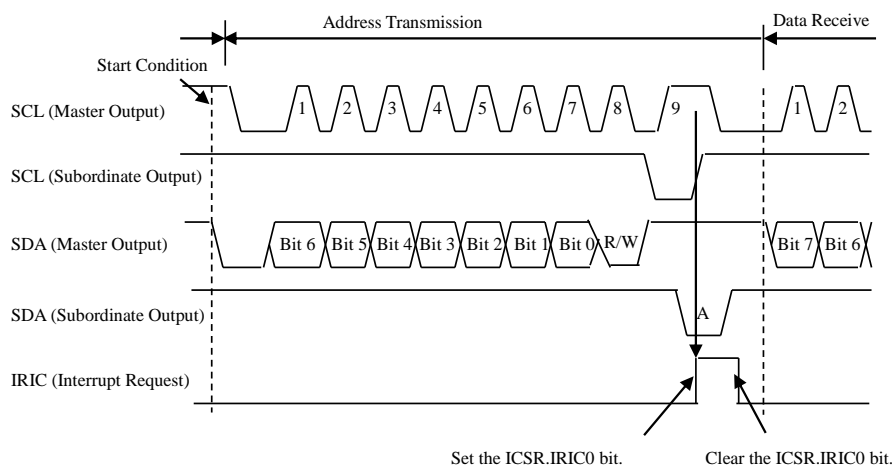 Address Transmission Data Receive
Start Condition
SCL (Master Output) 1 2 3 4 5 6 7 8 9 1 2
SCL (Subordinate Output)
SDA (Master Output) Bit 6 Bit 5 Bit 4 Bit 3 Bit 2 Bit 1 Bit 0 R/W Bit 7 Bit 6
SDA (Subordinate Output) A
IRIC (Interrupt Request)
Set the ICSR.IRIC0 bit. Clear the ICSR.IRIC0 bit.